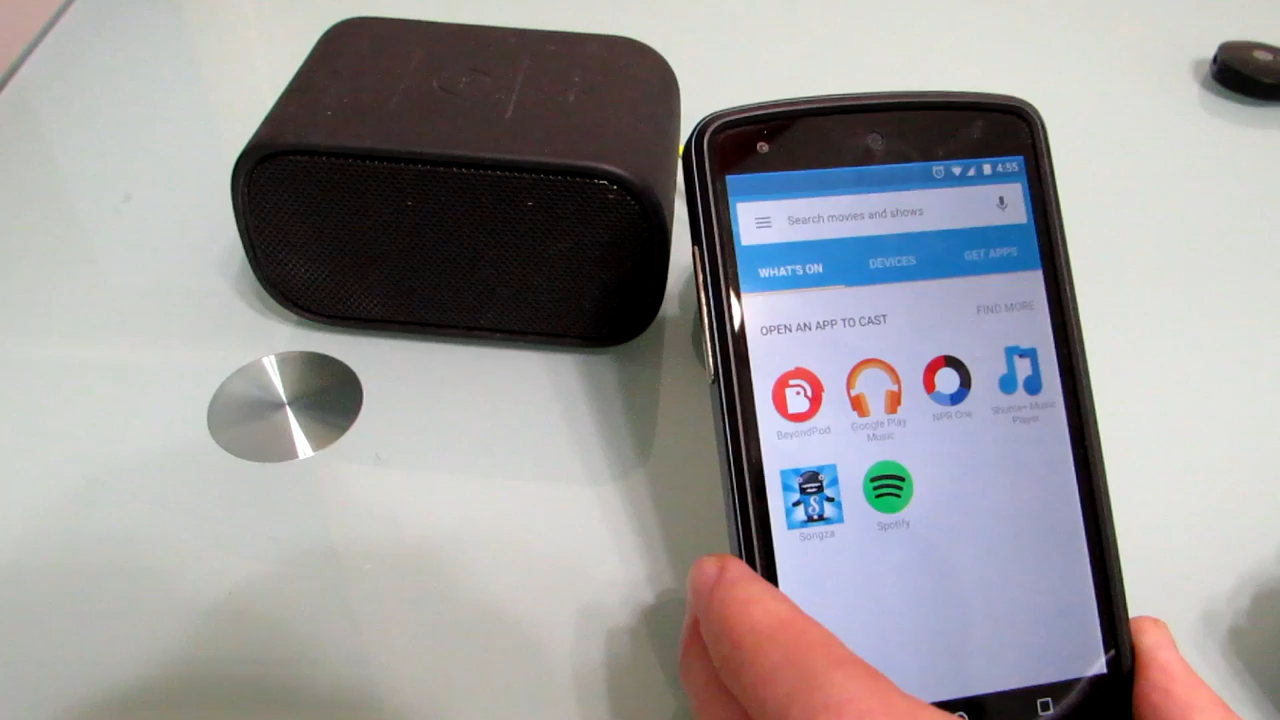 4:55
Search movies and shows
WHAT'S ON
DEVICES
GET APPS
OPEN AN APP TO CAST
FIND MORE
BeyondPod
Google Play
Music
NPR One
Shuttle+ Music
Player
Songza
Spotify